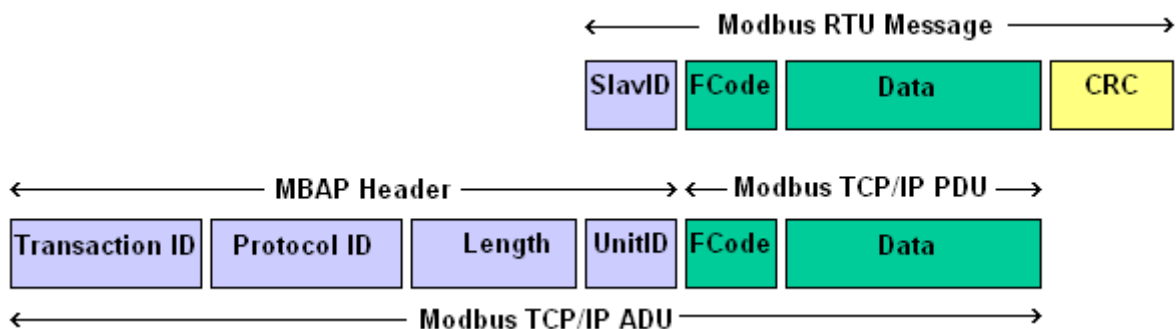 Modbus RTU Message
SlavID FCode Data CRC
MBAP Header Modbus TCP/IP PDU
Transaction ID Protocol ID Length UnitID FCode Data
Modbus TCP/IP ADU